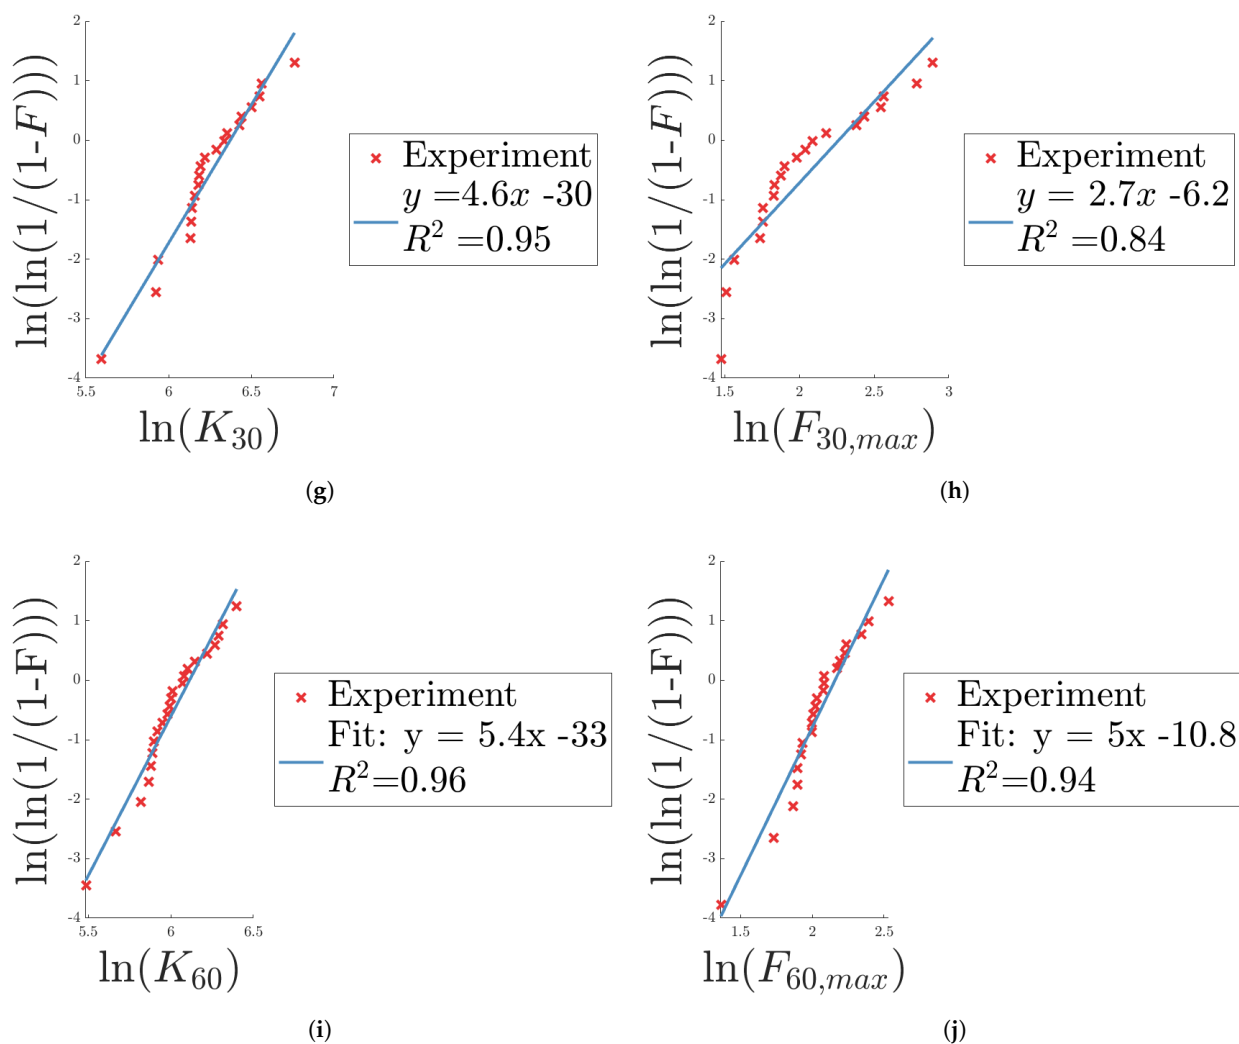 2
1
0
-1
-2
-3
-4
5.5
6
6.5
7
ln(ln(1/(1-F)))
ln(K30)
Experiment
y =4.6x -30
R² =0.95
(g)
2
1
0
-1
-2
-3
-4
1.5
2
2.5
3
ln(ln(1/(1-F)))
ln(F30,max)
Experiment
y = 2.7x -6.2
R² =0.84
(h)
2
1
0
-1
-2
-3
-4
5.5
6
6.5
ln(ln(1/(1-F)))
ln(K60)
Experiment
Fit: y = 5.4x -33
R²=0.96
(i)
2
1
0
-1
-2
-3
-4
1.5
2
2.5
ln(ln(1/(1-F)))
ln(F60,max)
Experiment
Fit: y = 5x -10.8
R²=0.94
(j)